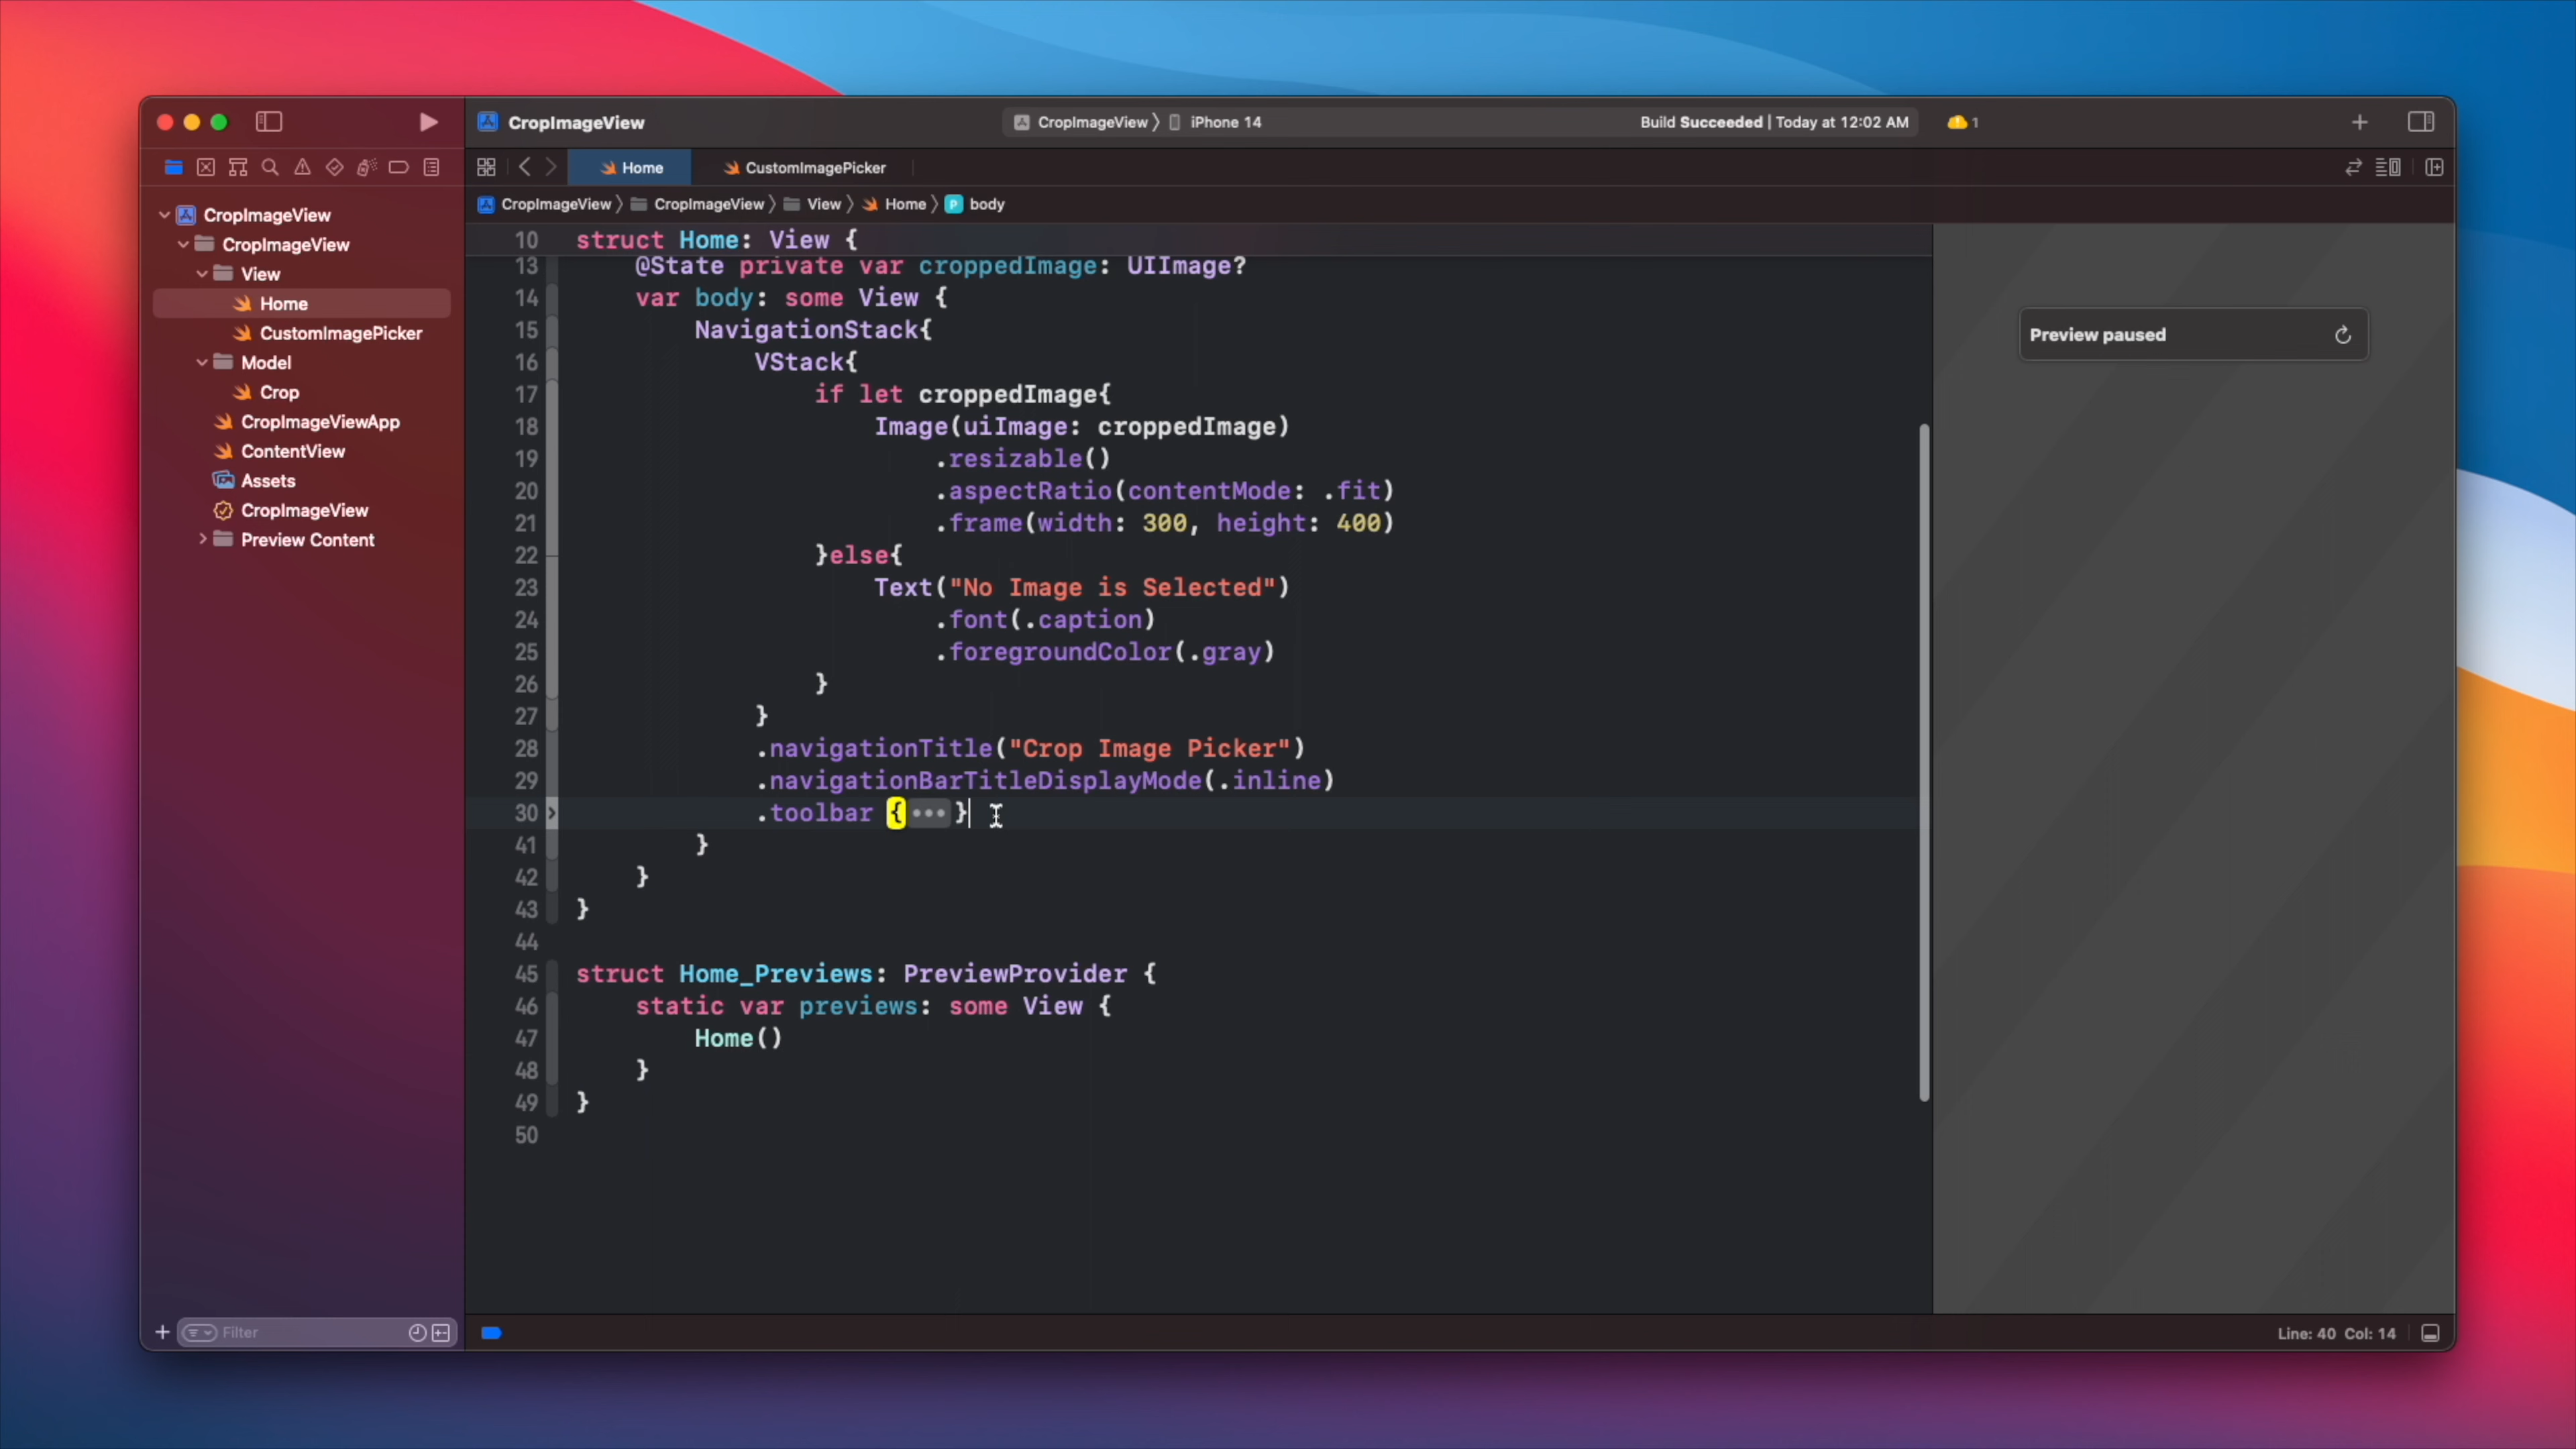 CropImageView
CropImageView 〉 iPhone 14
Build Succeeded | Today at 12:02 AM
1
Home
CustomImagePicker
CropImageView 〉 CropImageView 〉 View 〉 Home 〉 P body
CropImageView
CropImageView
View
Home
CustomImagePicker
Model
Crop
CropImageViewApp
ContentView
Assets
CropImageView
Preview Content
Filter
10 struct Home: View {
13 @State private var croppedImage: UIImage?
14 var body: some View {
15 NavigationStack{
16 VStack{
17 if let croppedImage{
18 Image(uiImage: croppedImage)
19 .resizable()
20 .aspectRatio(contentMode: .fit)
21 .frame(width: 300, height: 400)
22 }else{
23 Text("No Image is Selected")
24 .font(.caption)
25 .foregroundColor(.gray)
26 }
27 }
28 .navigationTitle("Crop Image Picker")
29 .navigationBarTitleDisplayMode(.inline)
30 .toolbar {•••}
41 }
42 }
43 }
44
45 struct Home_Previews: PreviewProvider {
46 static var previews: some View {
47 Home()
48 }
49 }
50
Preview paused
Line: 40 Col: 14